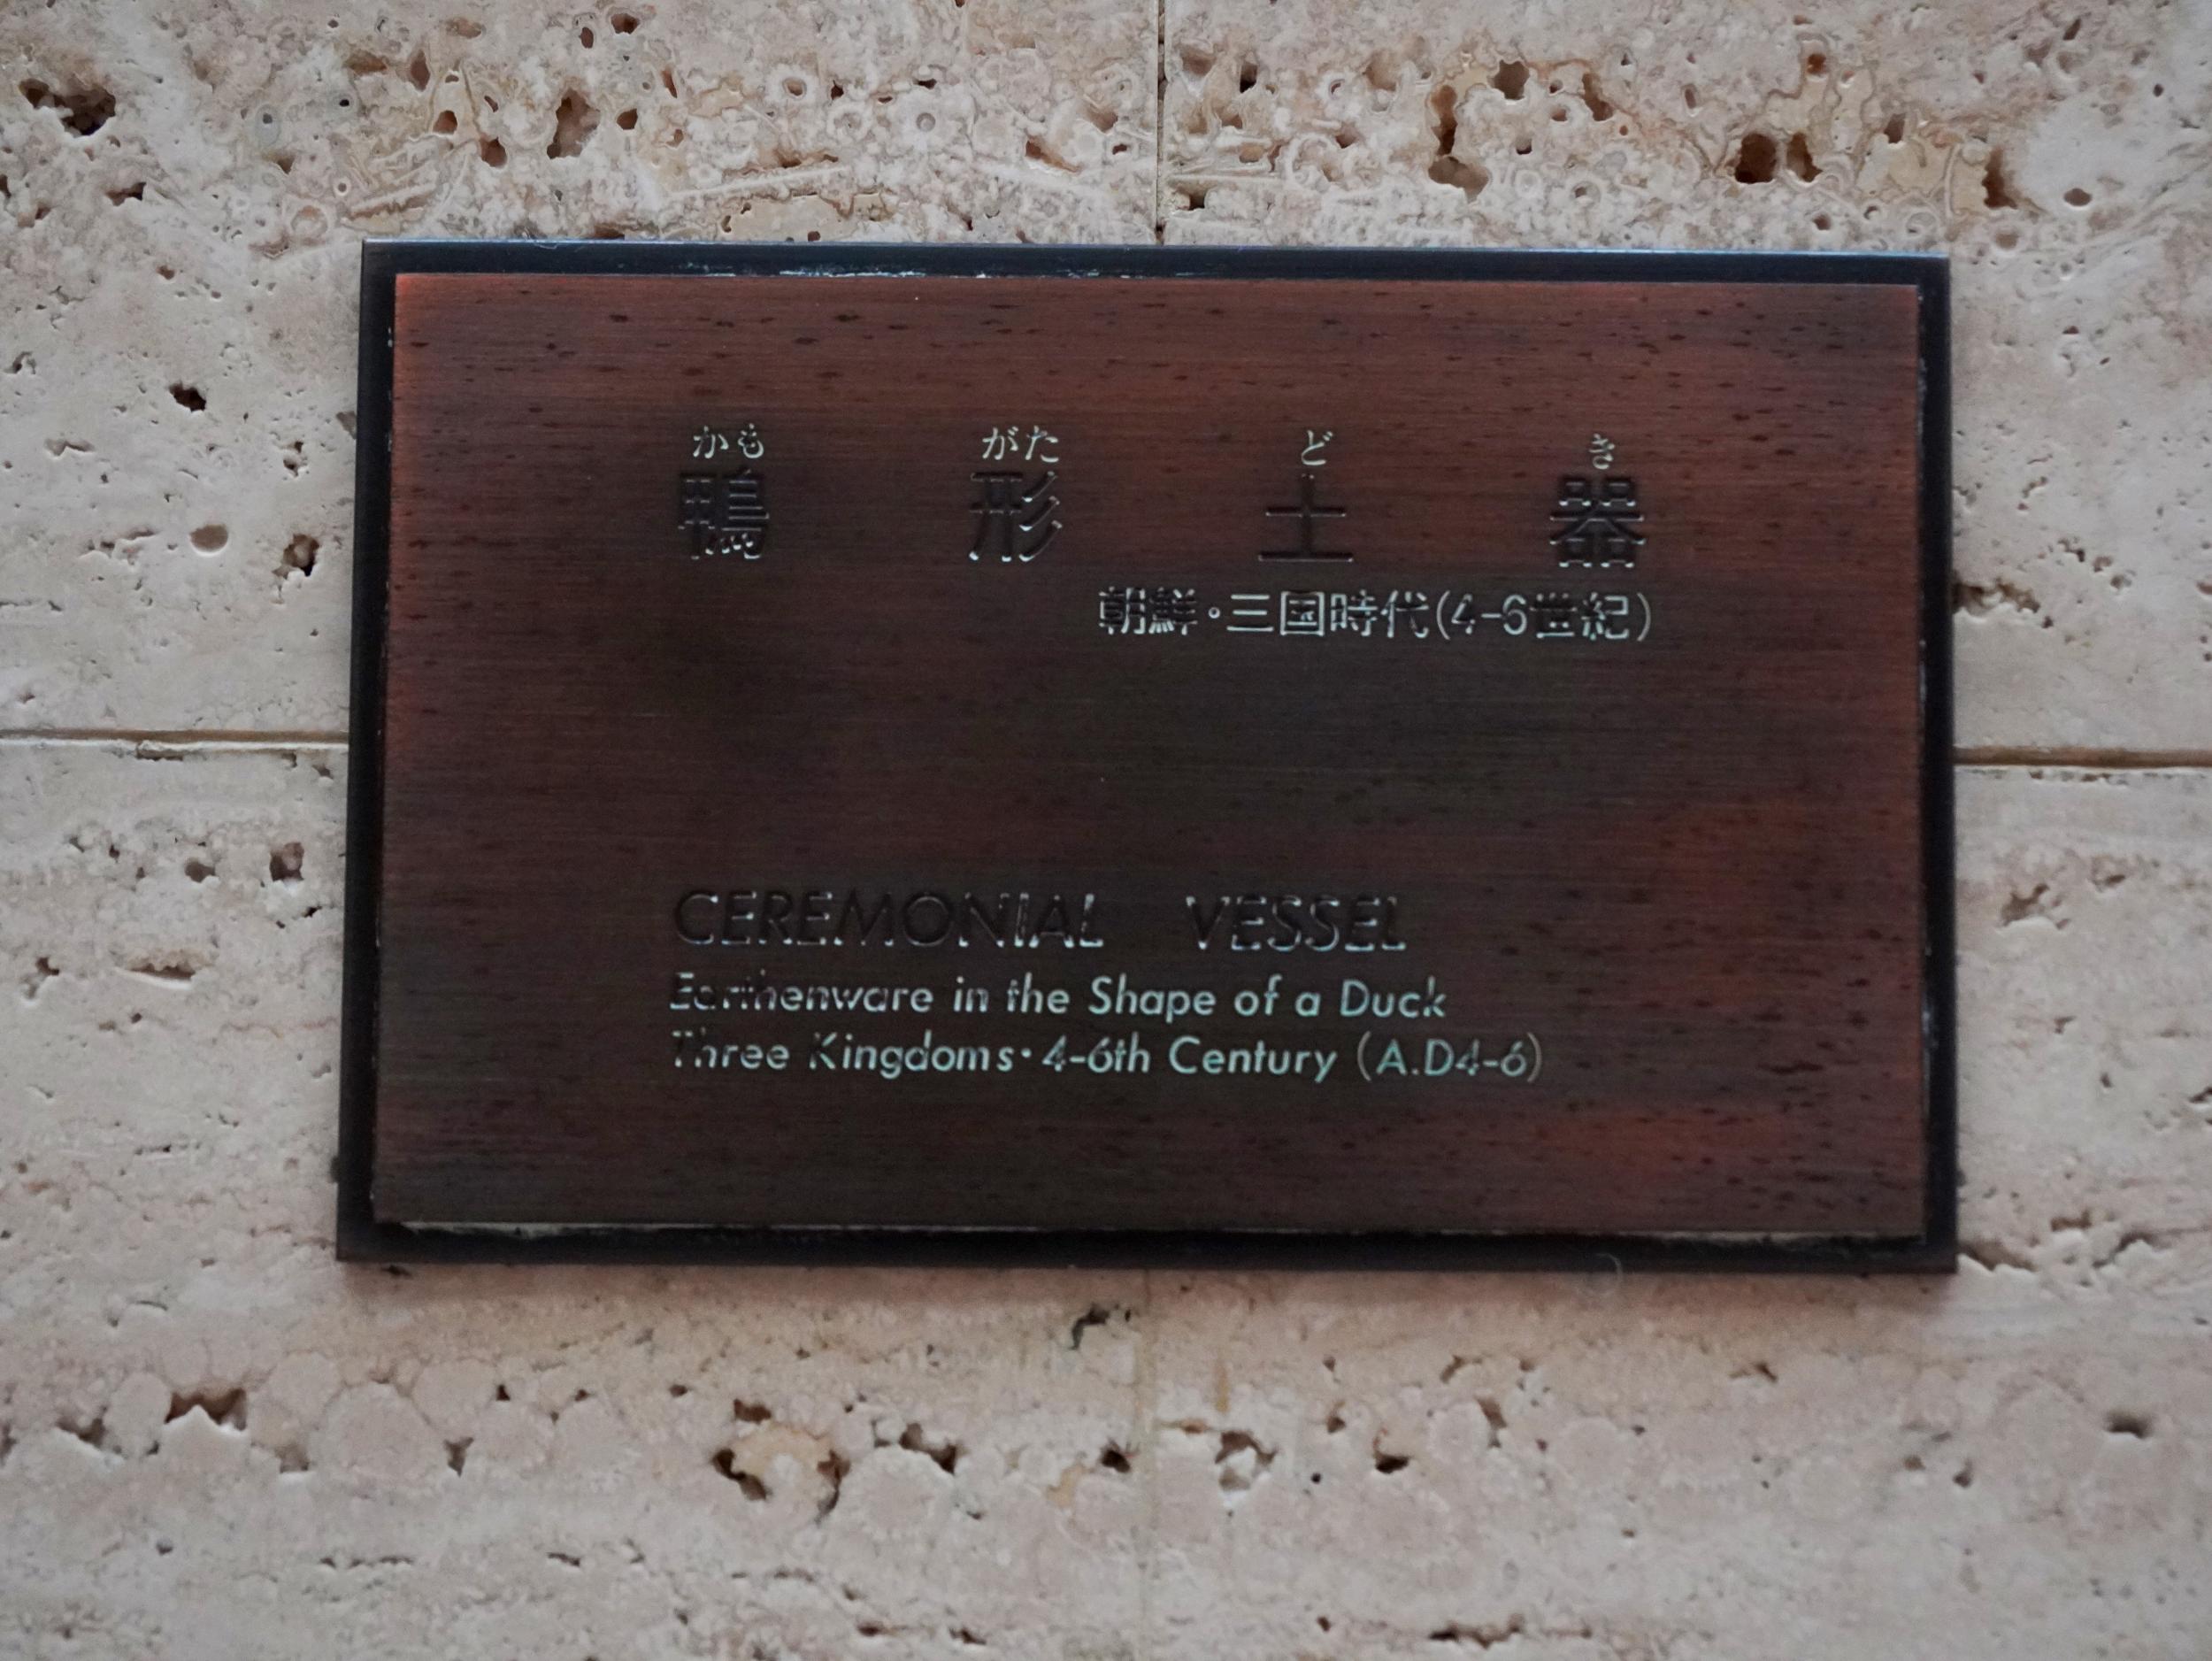 かも がた ど き
鴨形土器
朝鮮・三国時代(4-6世紀)
CEREMONIAL VESSEL
Earthenware in the Shape of a Duck
Three Kingdoms・4-6th Century (A.D4-6)